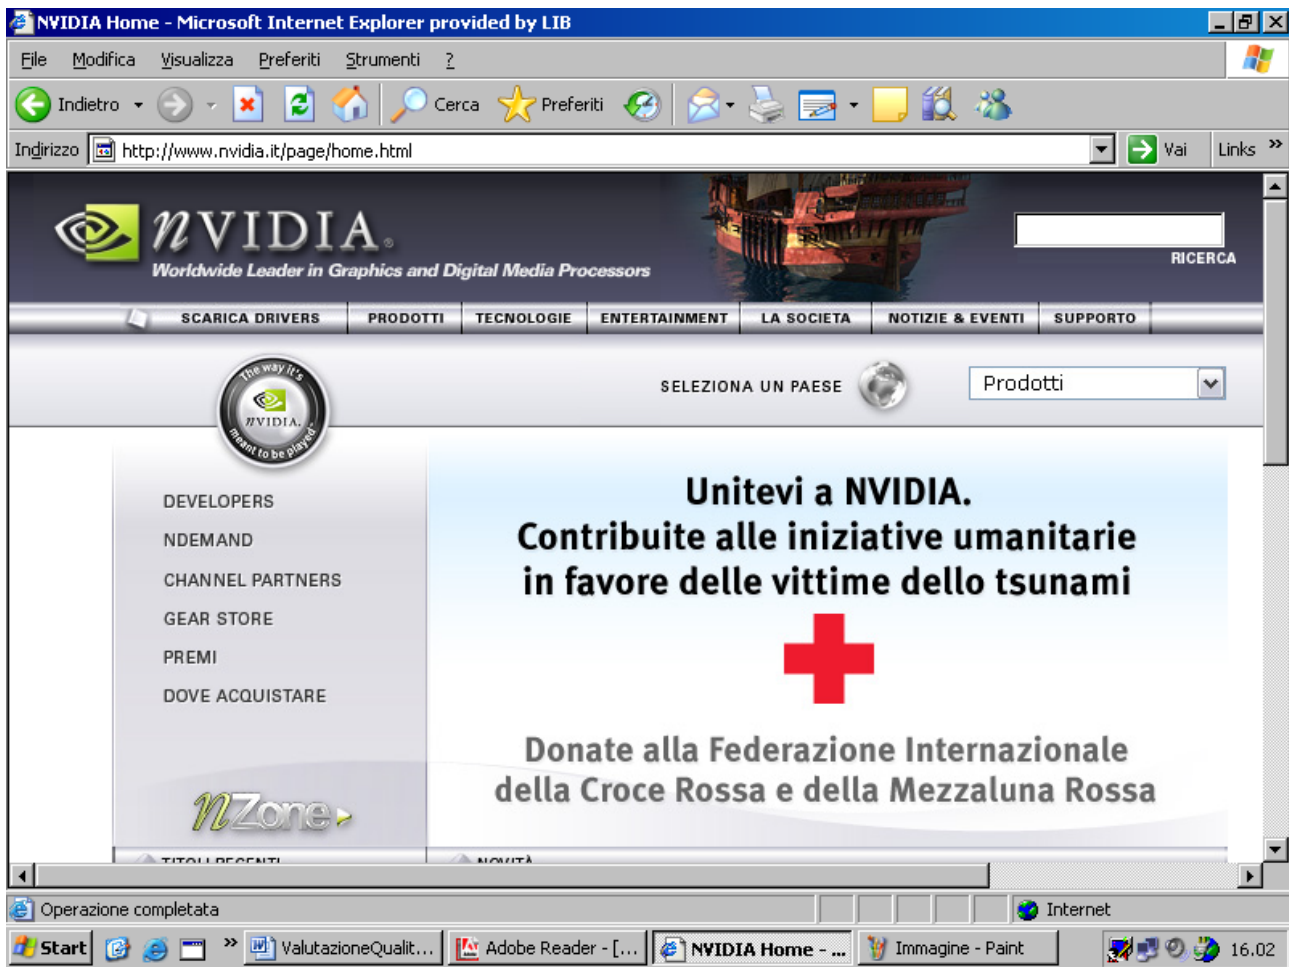 NVIDIA Home - Microsoft Internet Explorer provided by LIB
File Modifica Visualizza Preferiti Strumenti ?
Indietro Cerca Preferiti
Indirizzo http://www.nvidia.it/page/home.html Vai Links »
NVIDIA®
Worldwide Leader in Graphics and Digital Media Processors
RICERCA
SCARICA DRIVERS PRODOTTI TECNOLOGIE ENTERTAINMENT LA SOCIETA NOTIZIE & EVENTI SUPPORTO
The way it's
NVIDIA.
meant to be played
SELEZIONA UN PAESE Prodotti
DEVELOPERS
NDEMAND
CHANNEL PARTNERS
GEAR STORE
PREMI
DOVE ACQUISTARE
nZone
Unitevi a NVIDIA.
Contribuite alle iniziative umanitarie
in favore delle vittime dello tsunami
Donate alla Federazione Internazionale
della Croce Rossa e della Mezzaluna Rossa
TITOLI RECENTI NOVITÀ
Operazione completata Internet
Start » ValutazioneQualit... Adobe Reader - [... NVIDIA Home - ... Immagine - Paint 16.02